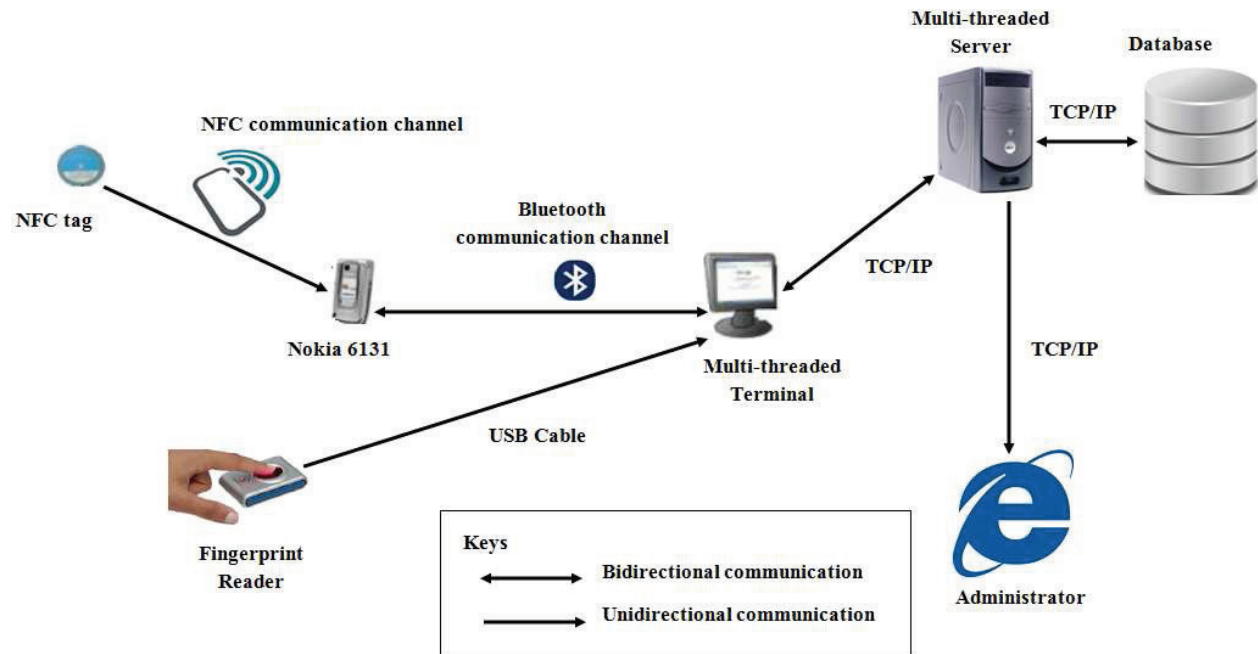 Multi-threaded
Server
Database
TCP/IP
NFC communication channel
NFC tag
Bluetooth
communication channel
TCP/IP
Nokia 6131
Multi-threaded
Terminal
TCP/IP
USB Cable
Fingerprint
Reader
Administrator
Keys
Bidirectional communication
Unidirectional communication